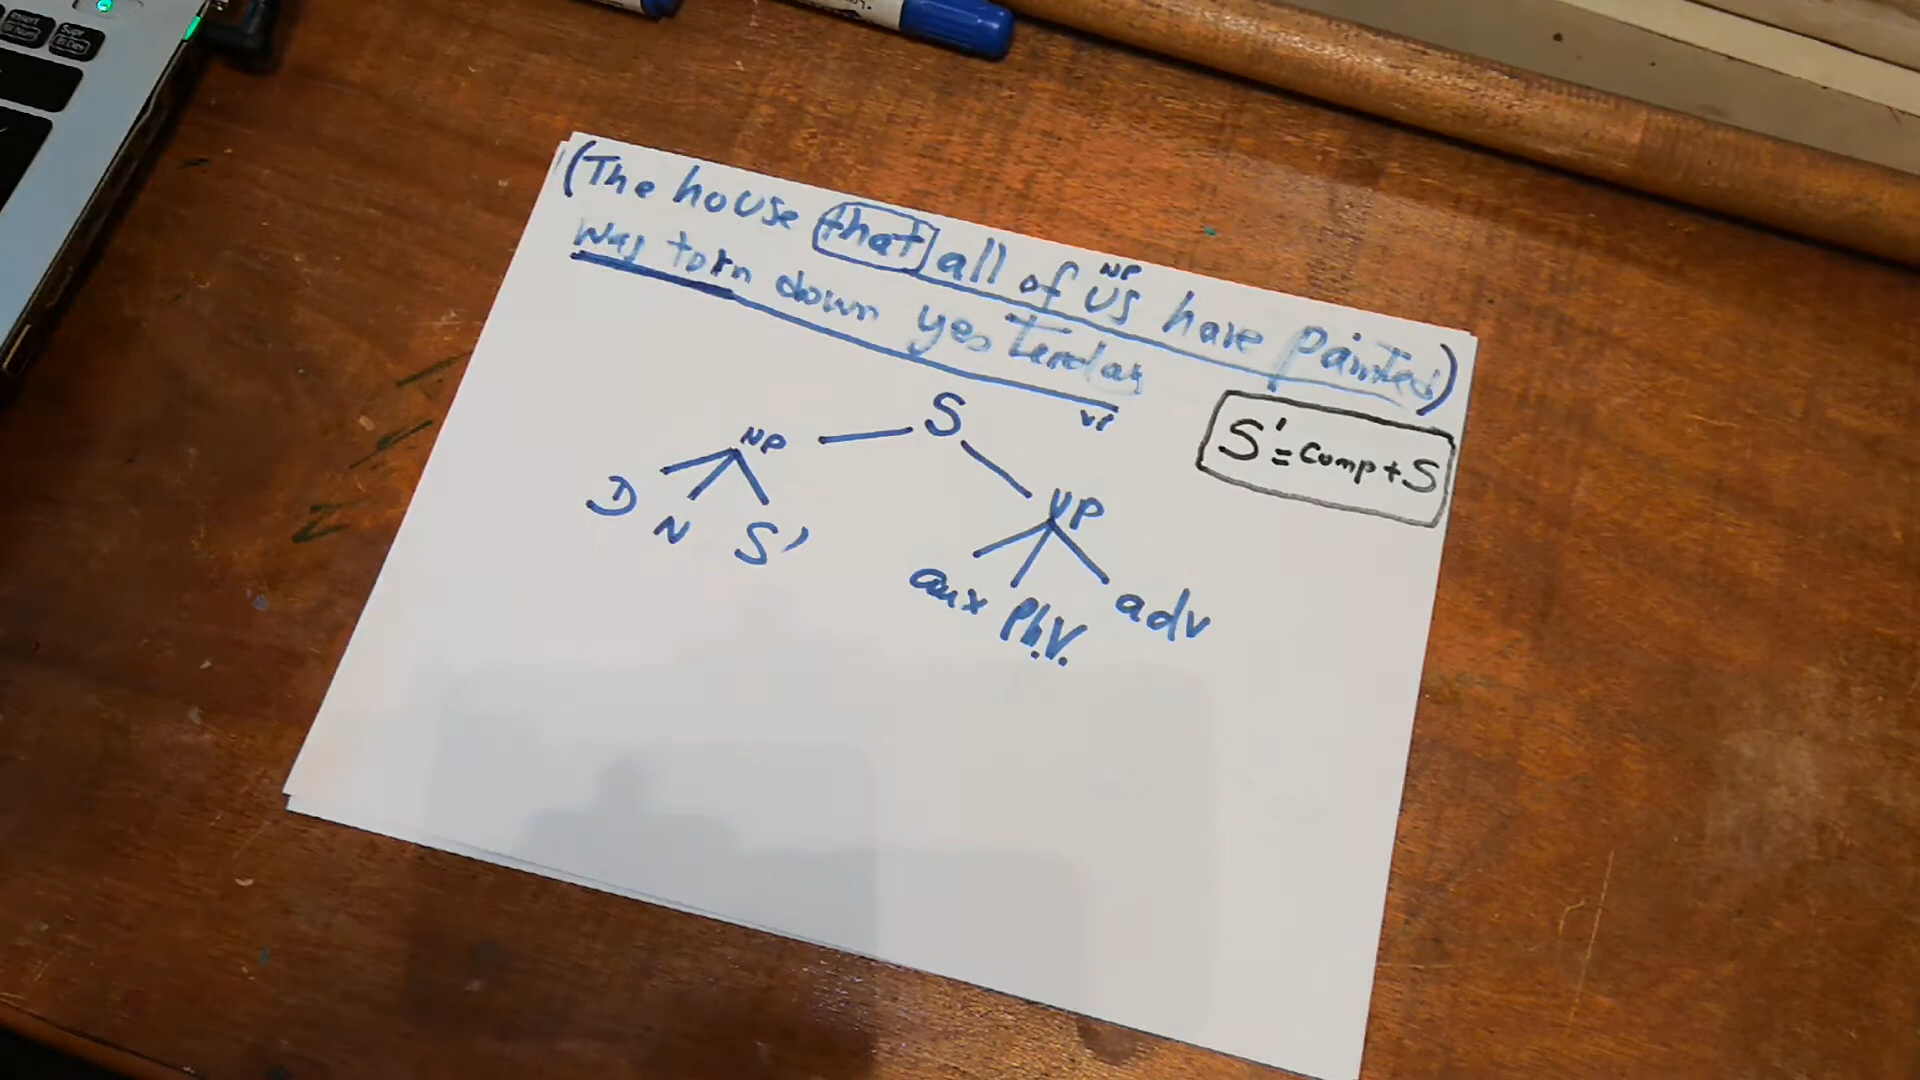 (The house that all of us have painted)
NP
was torn down yesterday
VP
S
S' = Comp + S
NP
VP
D N S'
aux Ph.V. adv
Supr